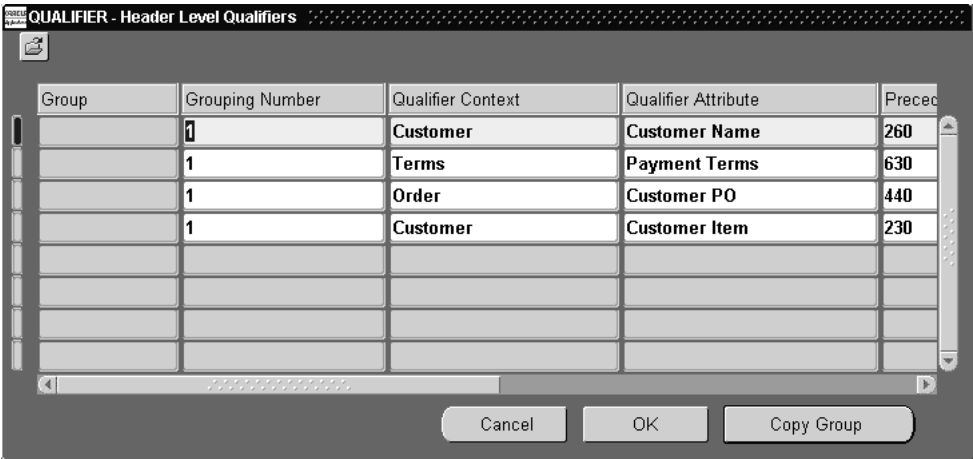 QUALIFIER - Header Level Qualifiers
Group Grouping Number Qualifier Context Qualifier Attribute Preced
1 Customer Customer Name 260
1 Terms Payment Terms 630
1 Order Customer PO 440
1 Customer Customer Item 230
Cancel OK Copy Group